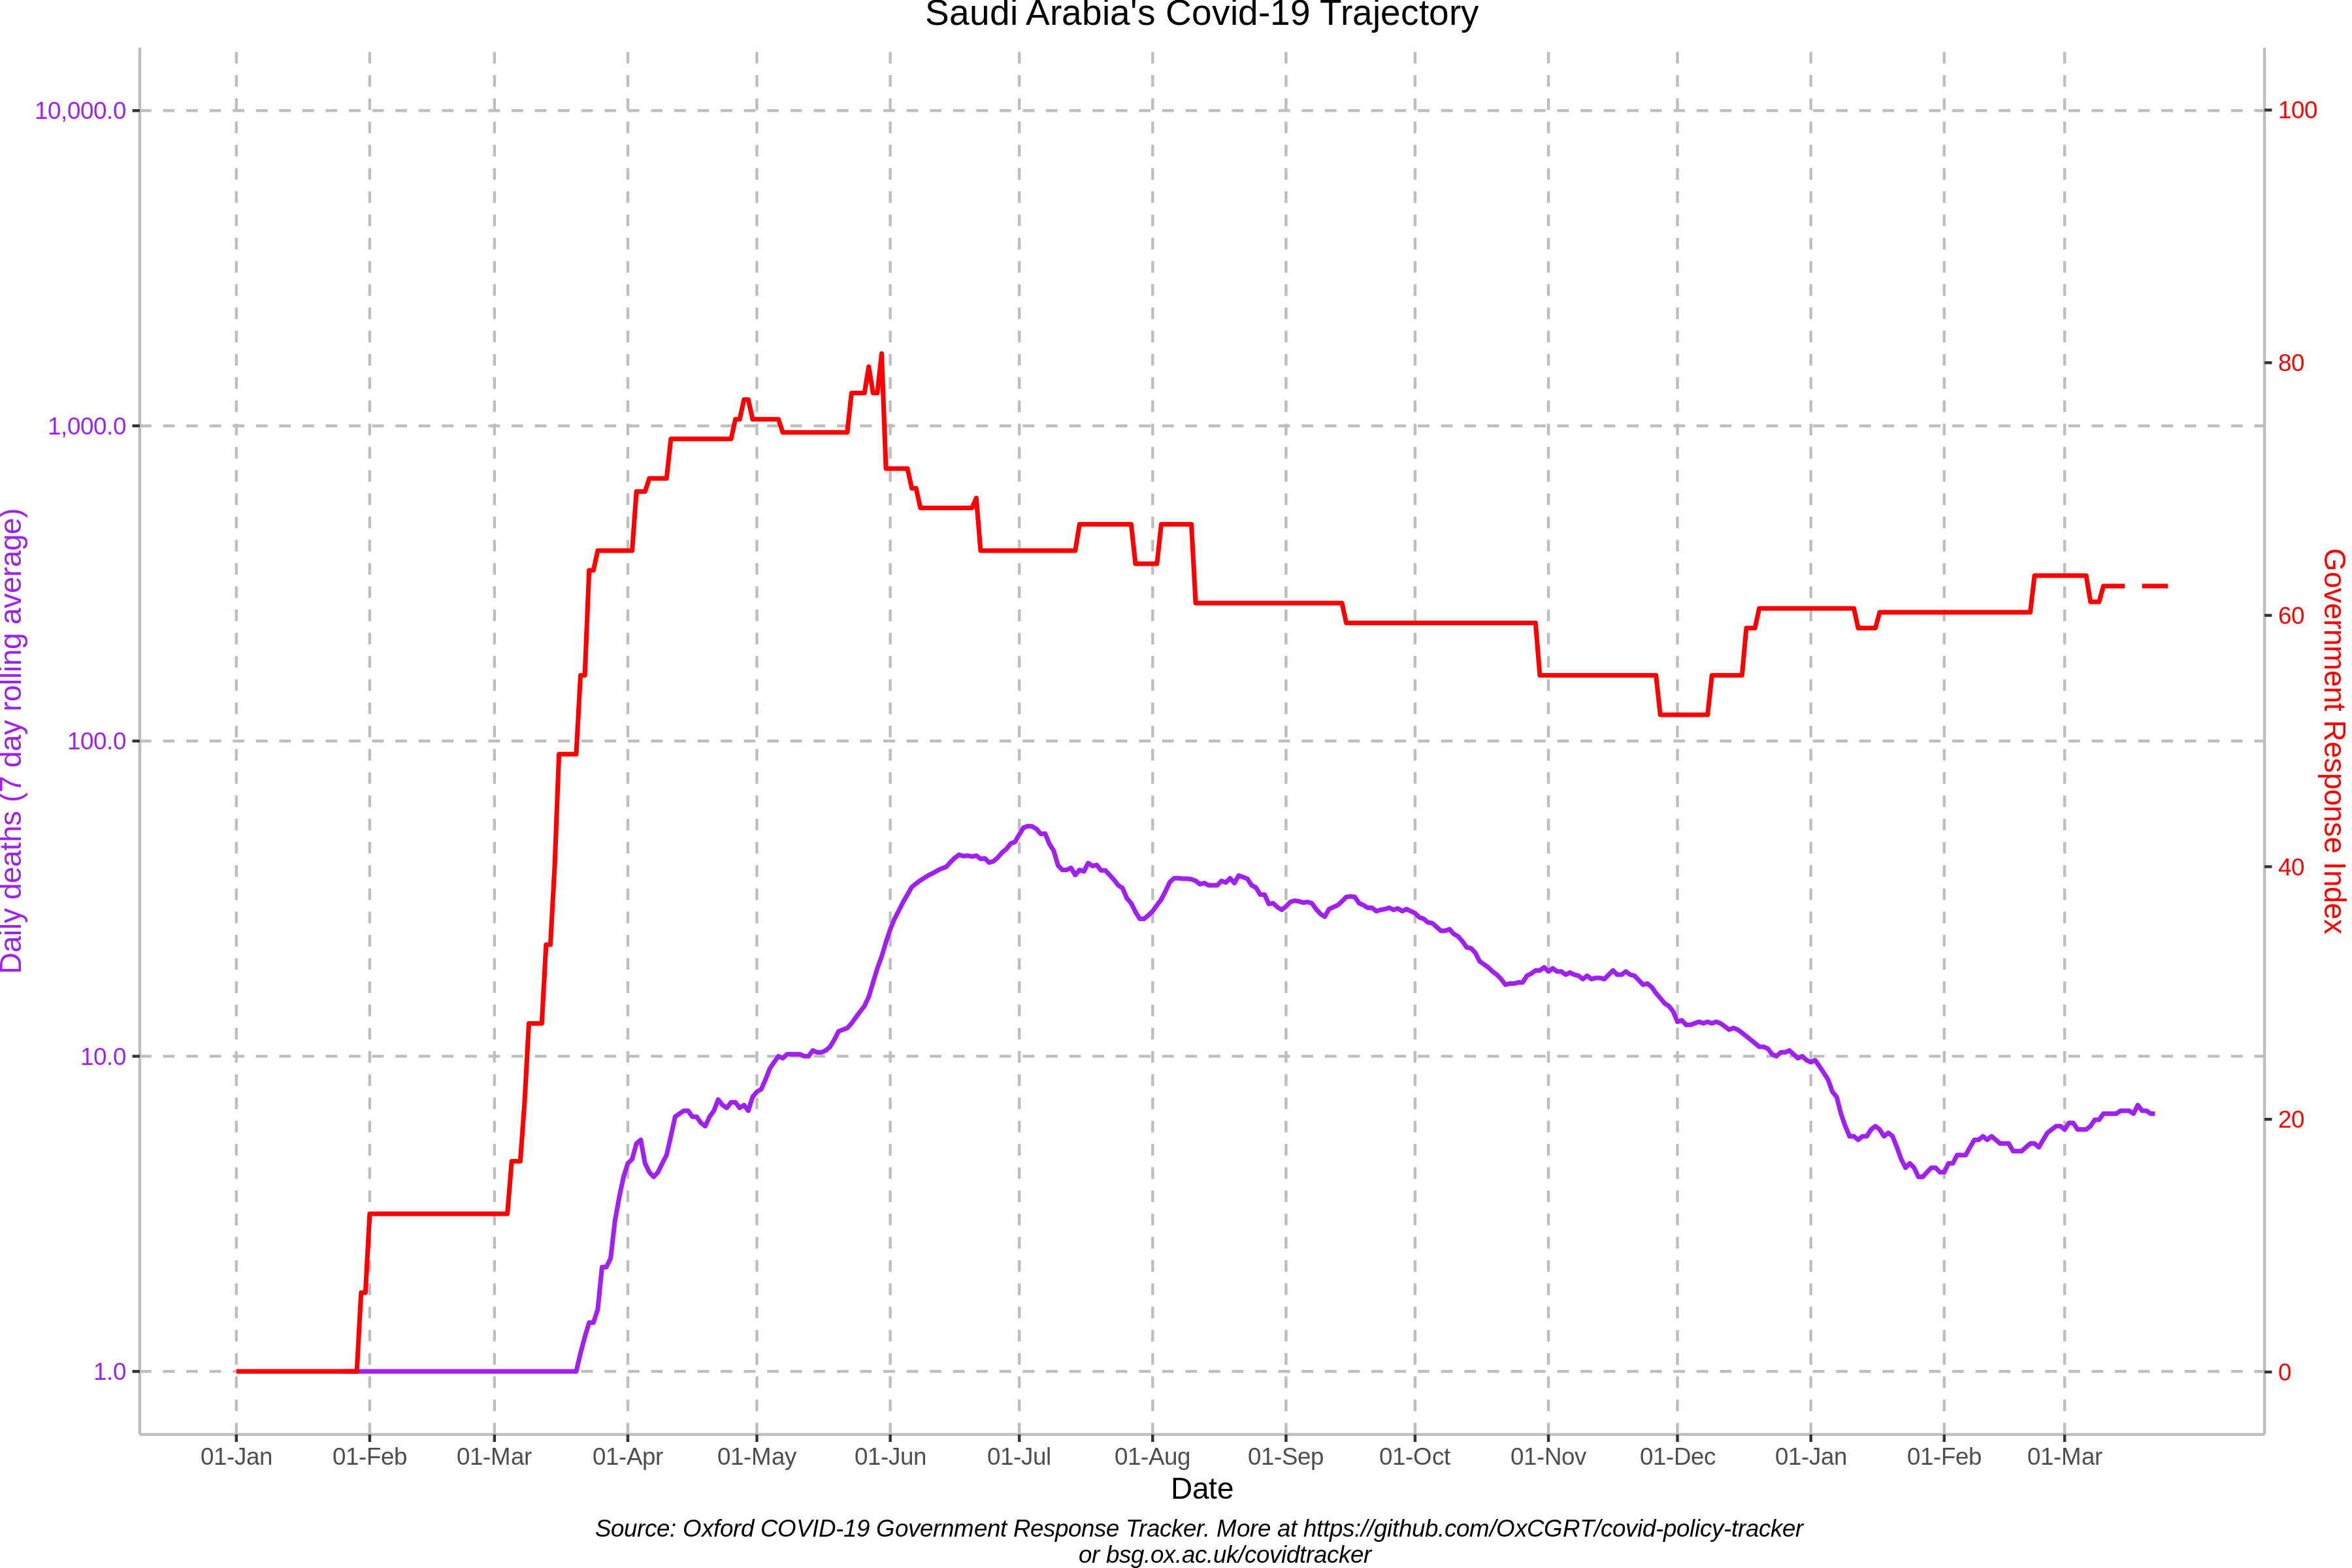 Saudi Arabia's Covid-19 Trajectory
10,000.0
1,000.0
100.0
10.0
1.0
Daily deaths (7 day rolling average)
100
80
60
40
20
0
Government Response Index
01-Jan 01-Feb 01-Mar 01-Apr 01-May 01-Jun 01-Jul 01-Aug 01-Sep 01-Oct 01-Nov 01-Dec 01-Jan 01-Feb 01-Mar
Date
Source: Oxford COVID-19 Government Response Tracker. More at https://github.com/OxCGRT/covid-policy-tracker
or bsg.ox.ac.uk/covidtracker